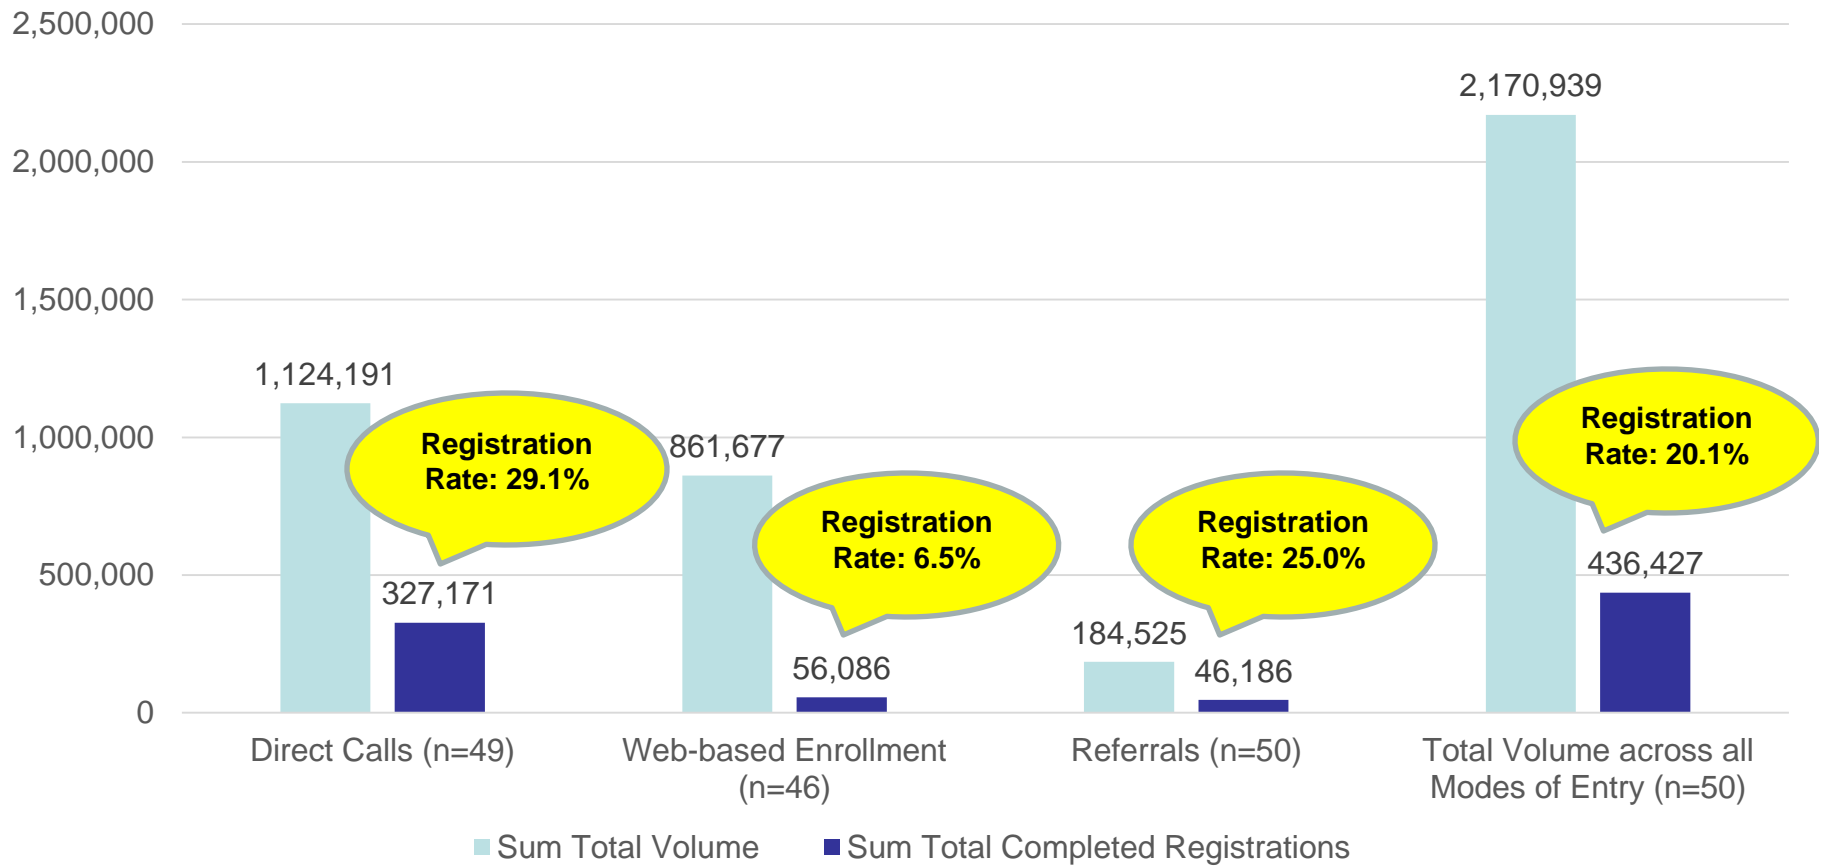 2,500,000
2,000,000
1,500,000
1,000,000
500,000
0
1,124,191
Registration
Rate: 29.1%
327,171
861,677
Registration
Rate: 6.5%
56,086
184,525
Registration
Rate: 25.0%
46,186
2,170,939
Registration
Rate: 20.1%
436,427
Direct Calls (n=49)
Web-based Enrollment
(n=46)
Referrals (n=50)
Total Volume across all
Modes of Entry (n=50)
Sum Total Volume
Sum Total Completed Registrations